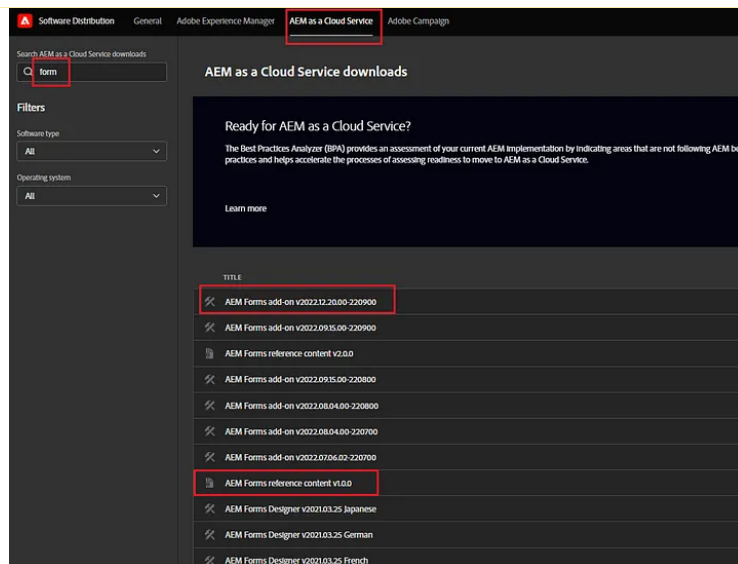 Software Distribution General Adobe Experience Manager AEM as a Cloud Service Adobe Campaign
Search AEM as a Cloud Service downloads
form
Filters
Software type
All
Operating system
All
AEM as a Cloud Service downloads
Ready for AEM as a Cloud Service?
The Best Practices Analyzer (BPA) provides an assessment of your current AEM implementation by indicating areas that are not following AEM be
practices and helps accelerate the processes of assessing readiness to move to AEM as a Cloud Service.
Learn more
TITLE
AEM Forms add-on v2022.12.20.00-220900
AEM Forms add-on v2022.09.15.00-220900
AEM Forms reference content v2.0.0
AEM Forms add-on v2022.09.15.00-220800
AEM Forms add-on v2022.08.04.00-220800
AEM Forms add-on v2022.08.04.00-220700
AEM Forms add-on v2022.07.06.02-220700
AEM Forms reference content v1.0.0
AEM Forms Designer v2021.03.25 Japanese
AEM Forms Designer v2021.03.25 German
AEM Forms Designer v2021.03.25 French